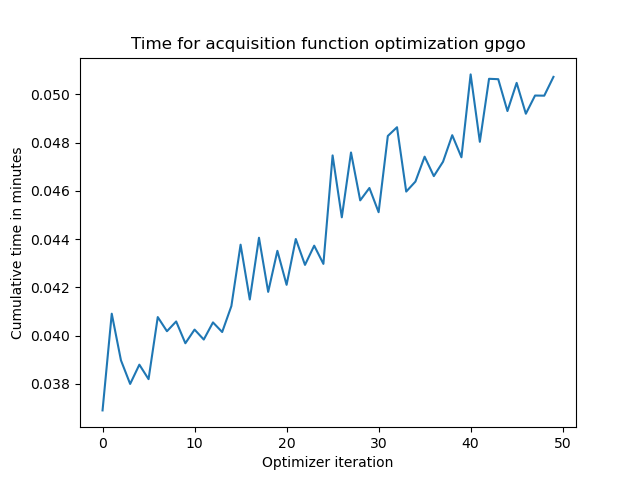 Time for acquisition function optimization gpgo
Cumulative time in minutes
0.050
0.048
0.046
0.044
0.042
0.040
0.038
0 10 20 30 40 50
Optimizer iteration